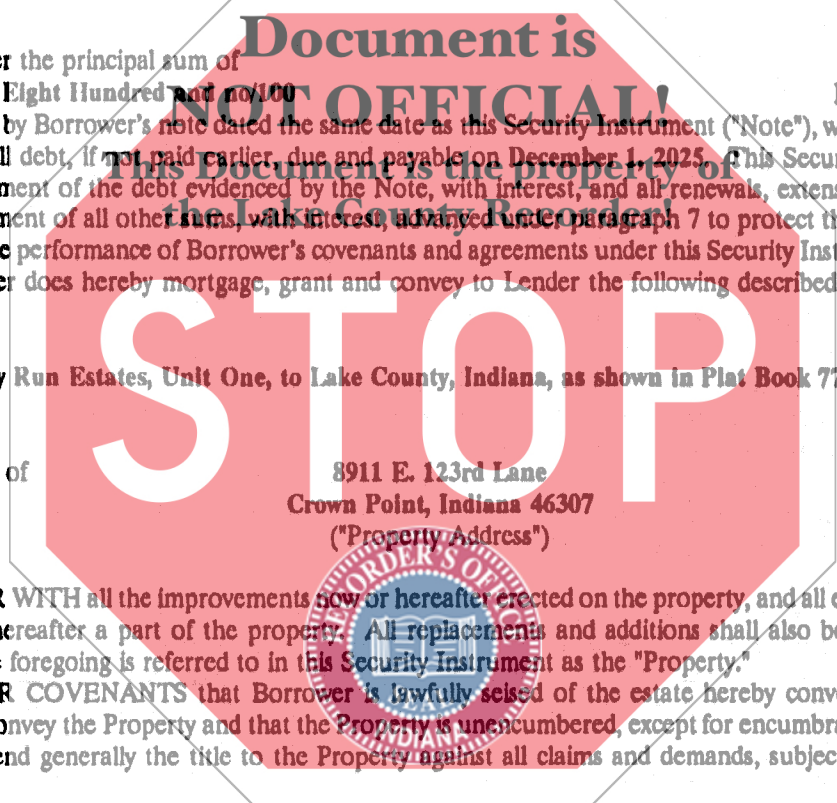 Document is
er the principal sum of
Eight Hundred and no/100
NOT OFFICIAL!
by Borrower's note dated the same date as this Security Instrument ("Note"), w
ll debt, if not paid earlier, due and payable on December 1, 2025. This Secur
This Document is the property of
ment of the debt evidenced by the Note, with interest, and all renewals, extens
the Lake County Recorder!
ment of all other sums, with interest, advanced under paragraph 7 to protect th
e performance of Borrower's covenants and agreements under this Security Inst
er does hereby mortgage, grant and convey to Lender the following described
STOP
y Run Estates, Unit One, to Lake County, Indiana, as shown in Plat Book 77
of 8911 E. 123rd Lane
Crown Point, Indiana 46307
("Property Address")
RECORDER'S OFFICE
R WITH all the improvements now or hereafter erected on the property, and all e
hereafter a part of the property. All replacements and additions shall also be
e foregoing is referred to in this Security Instrument as the "Property."
R COVENANTS that Borrower is lawfully seised of the estate hereby conv
onvey the Property and that the Property is unencumbered, except for encumbr
INDIANA
end generally the title to the Property against all claims and demands, subjec